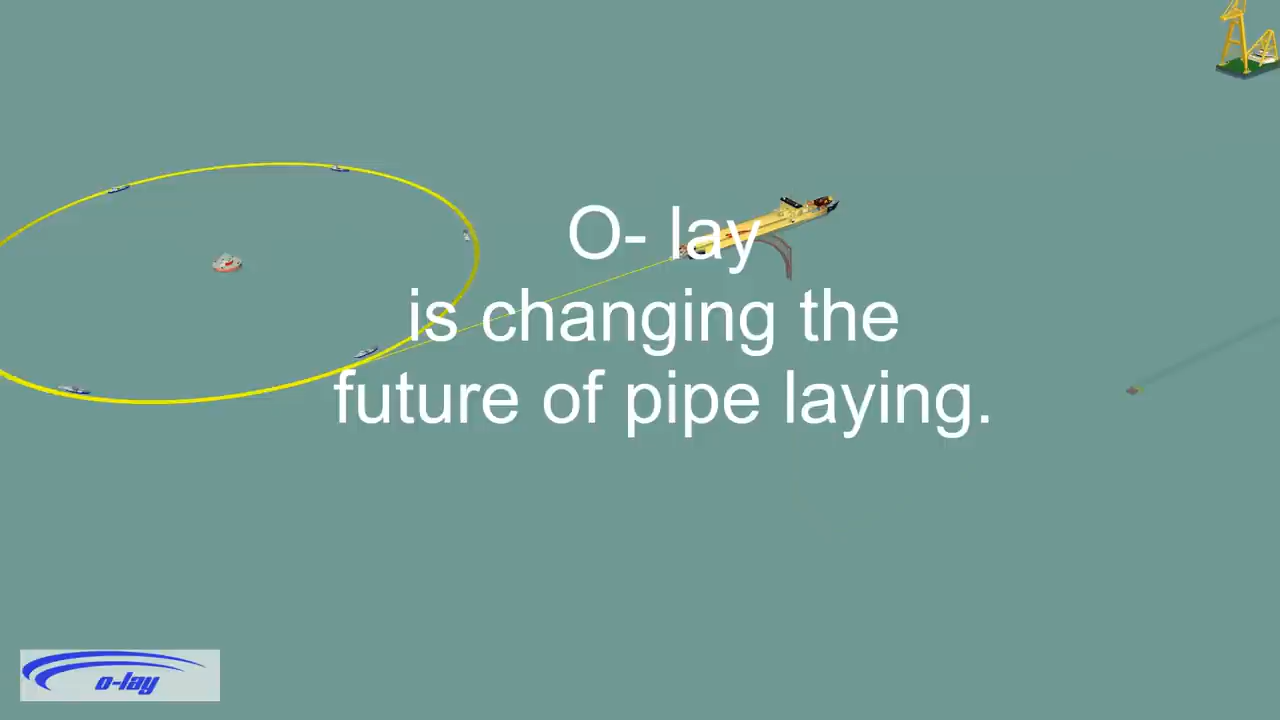 O- lay
is changing the
future of pipe laying.
o-lay